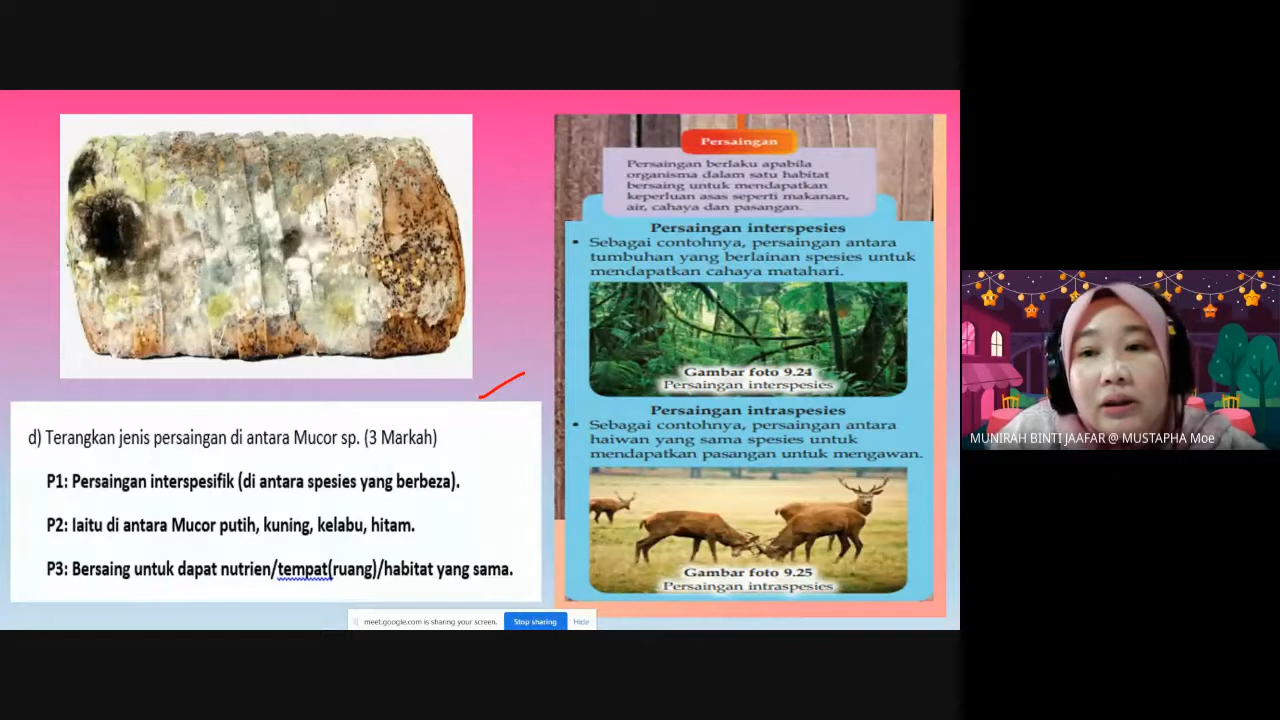 Persaingan
Persaingan berlaku apabila
organisma dalam satu habitat
bersaing untuk mendapatkan
keperluan asas seperti makanan,
air, cahaya dan pasangan.
Persaingan interspesies
• Sebagai contohnya, persaingan antara
tumbuhan yang berlainan spesies untuk
mendapatkan cahaya matahari.
Gambar foto 9.24
Persaingan interspesies
Persaingan intraspesies
• Sebagai contohnya, persaingan antara
haiwan yang sama spesies untuk
mendapatkan pasangan untuk mengawan.
Gambar foto 9.25
Persaingan intraspesies
d) Terangkan jenis persaingan di antara Mucor sp. (3 Markah)
P1: Persaingan interspesifik (di antara spesies yang berbeza).
P2: Iaitu di antara Mucor putih, kuning, kelabu, hitam.
P3: Bersaing untuk dapat nutrien/tempat(ruang)/habitat yang sama.
meet.google.com is sharing your screen.
Stop sharing
Hide
MUNIRAH BINTI JAAFAR @ MUSTAPHA Moe